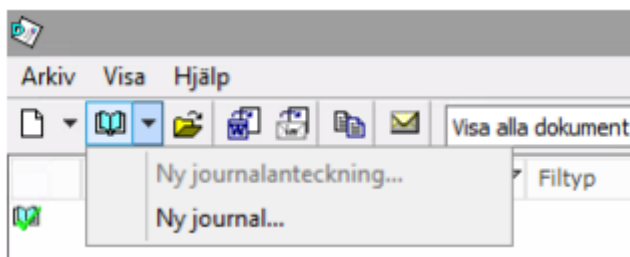 Arkiv Visa Hjälp
Visa alla dokument
Ny journalanteckning...
Filtyp
Ny journal...